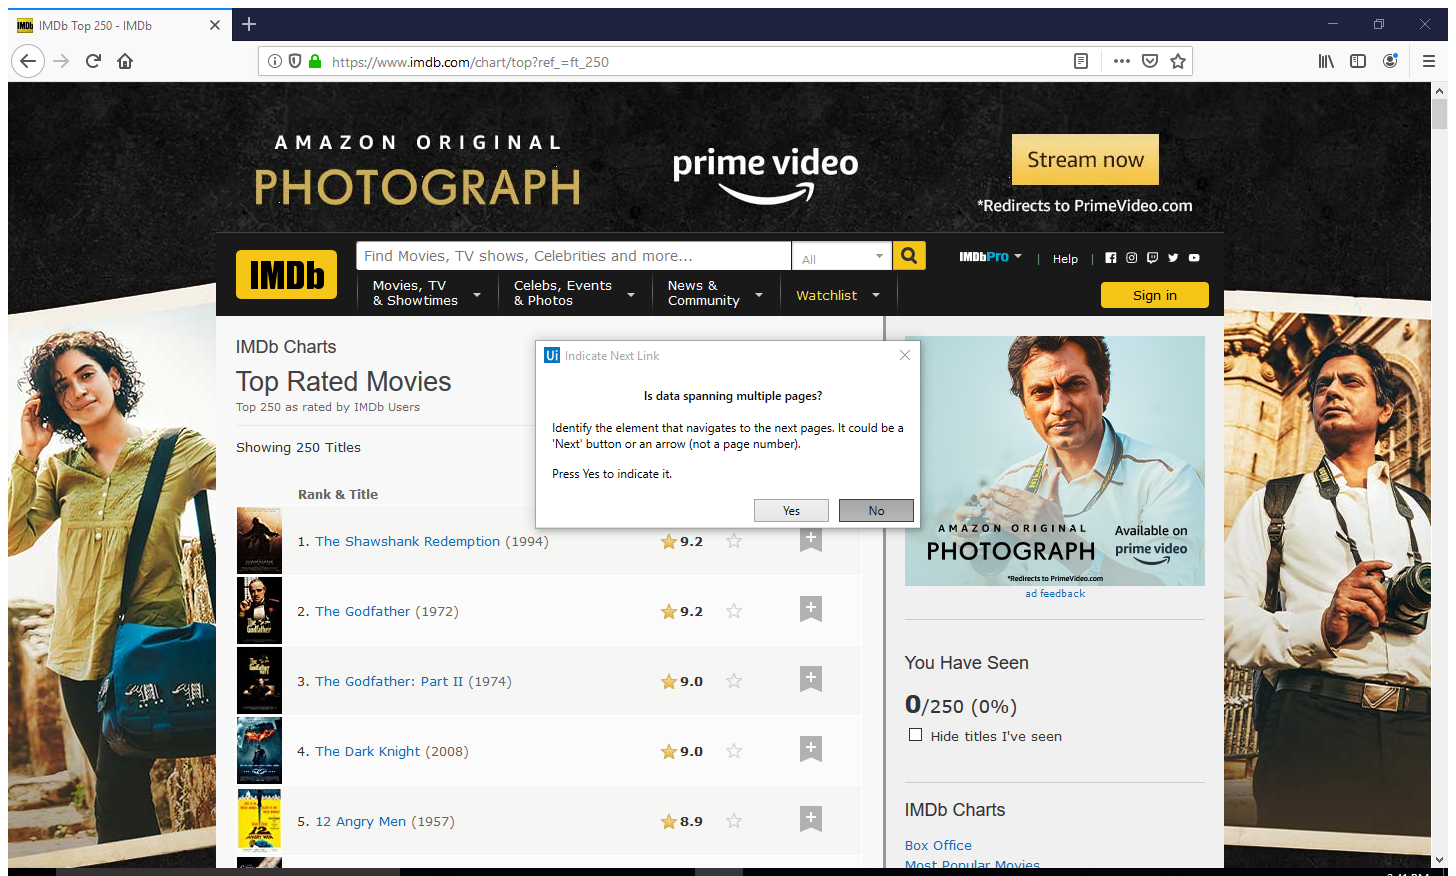 IMDb Top 250 - IMDb
https://www.imdb.com/chart/top?ref_=ft_250
AMAZON ORIGINAL
PHOTOGRAPH
prime video
Stream now
*Redirects to PrimeVideo.com
IMDb
Find Movies, TV shows, Celebrities and more...
All
IMDbPro
|
Help
|
Movies, TV
& Showtimes
Celebs, Events
& Photos
News &
Community
Watchlist
Sign in
IMDb Charts
Top Rated Movies
Top 250 as rated by IMDb Users
Showing 250 Titles
Rank & Title
1. The Shawshank Redemption (1994) 9.2
2. The Godfather (1972) 9.2
3. The Godfather: Part II (1974) 9.0
4. The Dark Knight (2008) 9.0
5. 12 Angry Men (1957) 8.9
Ui Indicate Next Link
Is data spanning multiple pages?
Identify the element that navigates to the next pages. It could be a
'Next' button or an arrow (not a page number).
Press Yes to indicate it.
Yes
No
AMAZON ORIGINAL
PHOTOGRAPH
Available on
prime video
*Redirects to PrimeVideo.com
ad feedback
You Have Seen
0/250 (0%)
Hide titles I've seen
IMDb Charts
Box Office
Most Popular Movies